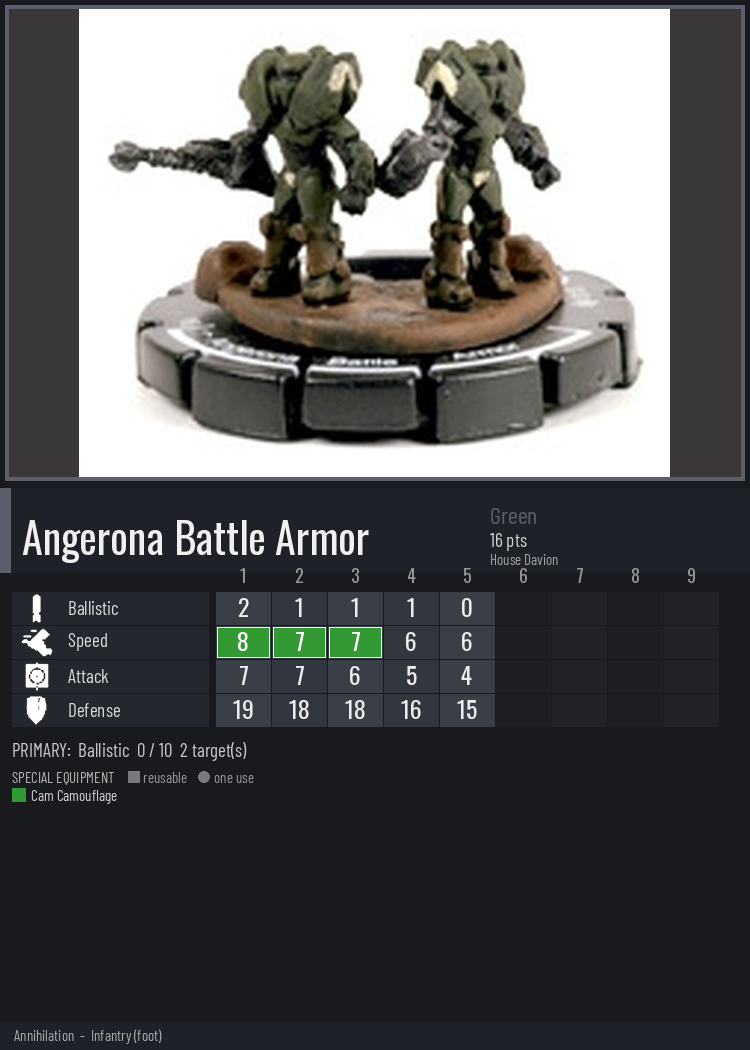 Angerona Battle Armor
Green
16 pts
House Davion
1 2 3 4 5 6 7 8 9
Ballistic 2 1 1 1 0
Speed 8 7 7 6 6
Attack 7 7 6 5 4
Defense 19 18 18 16 15
PRIMARY: Ballistic 0 / 10 2 target(s)
SPECIAL EQUIPMENT reusable one use
Cam Camouflage
Annihilation - Infantry (foot)